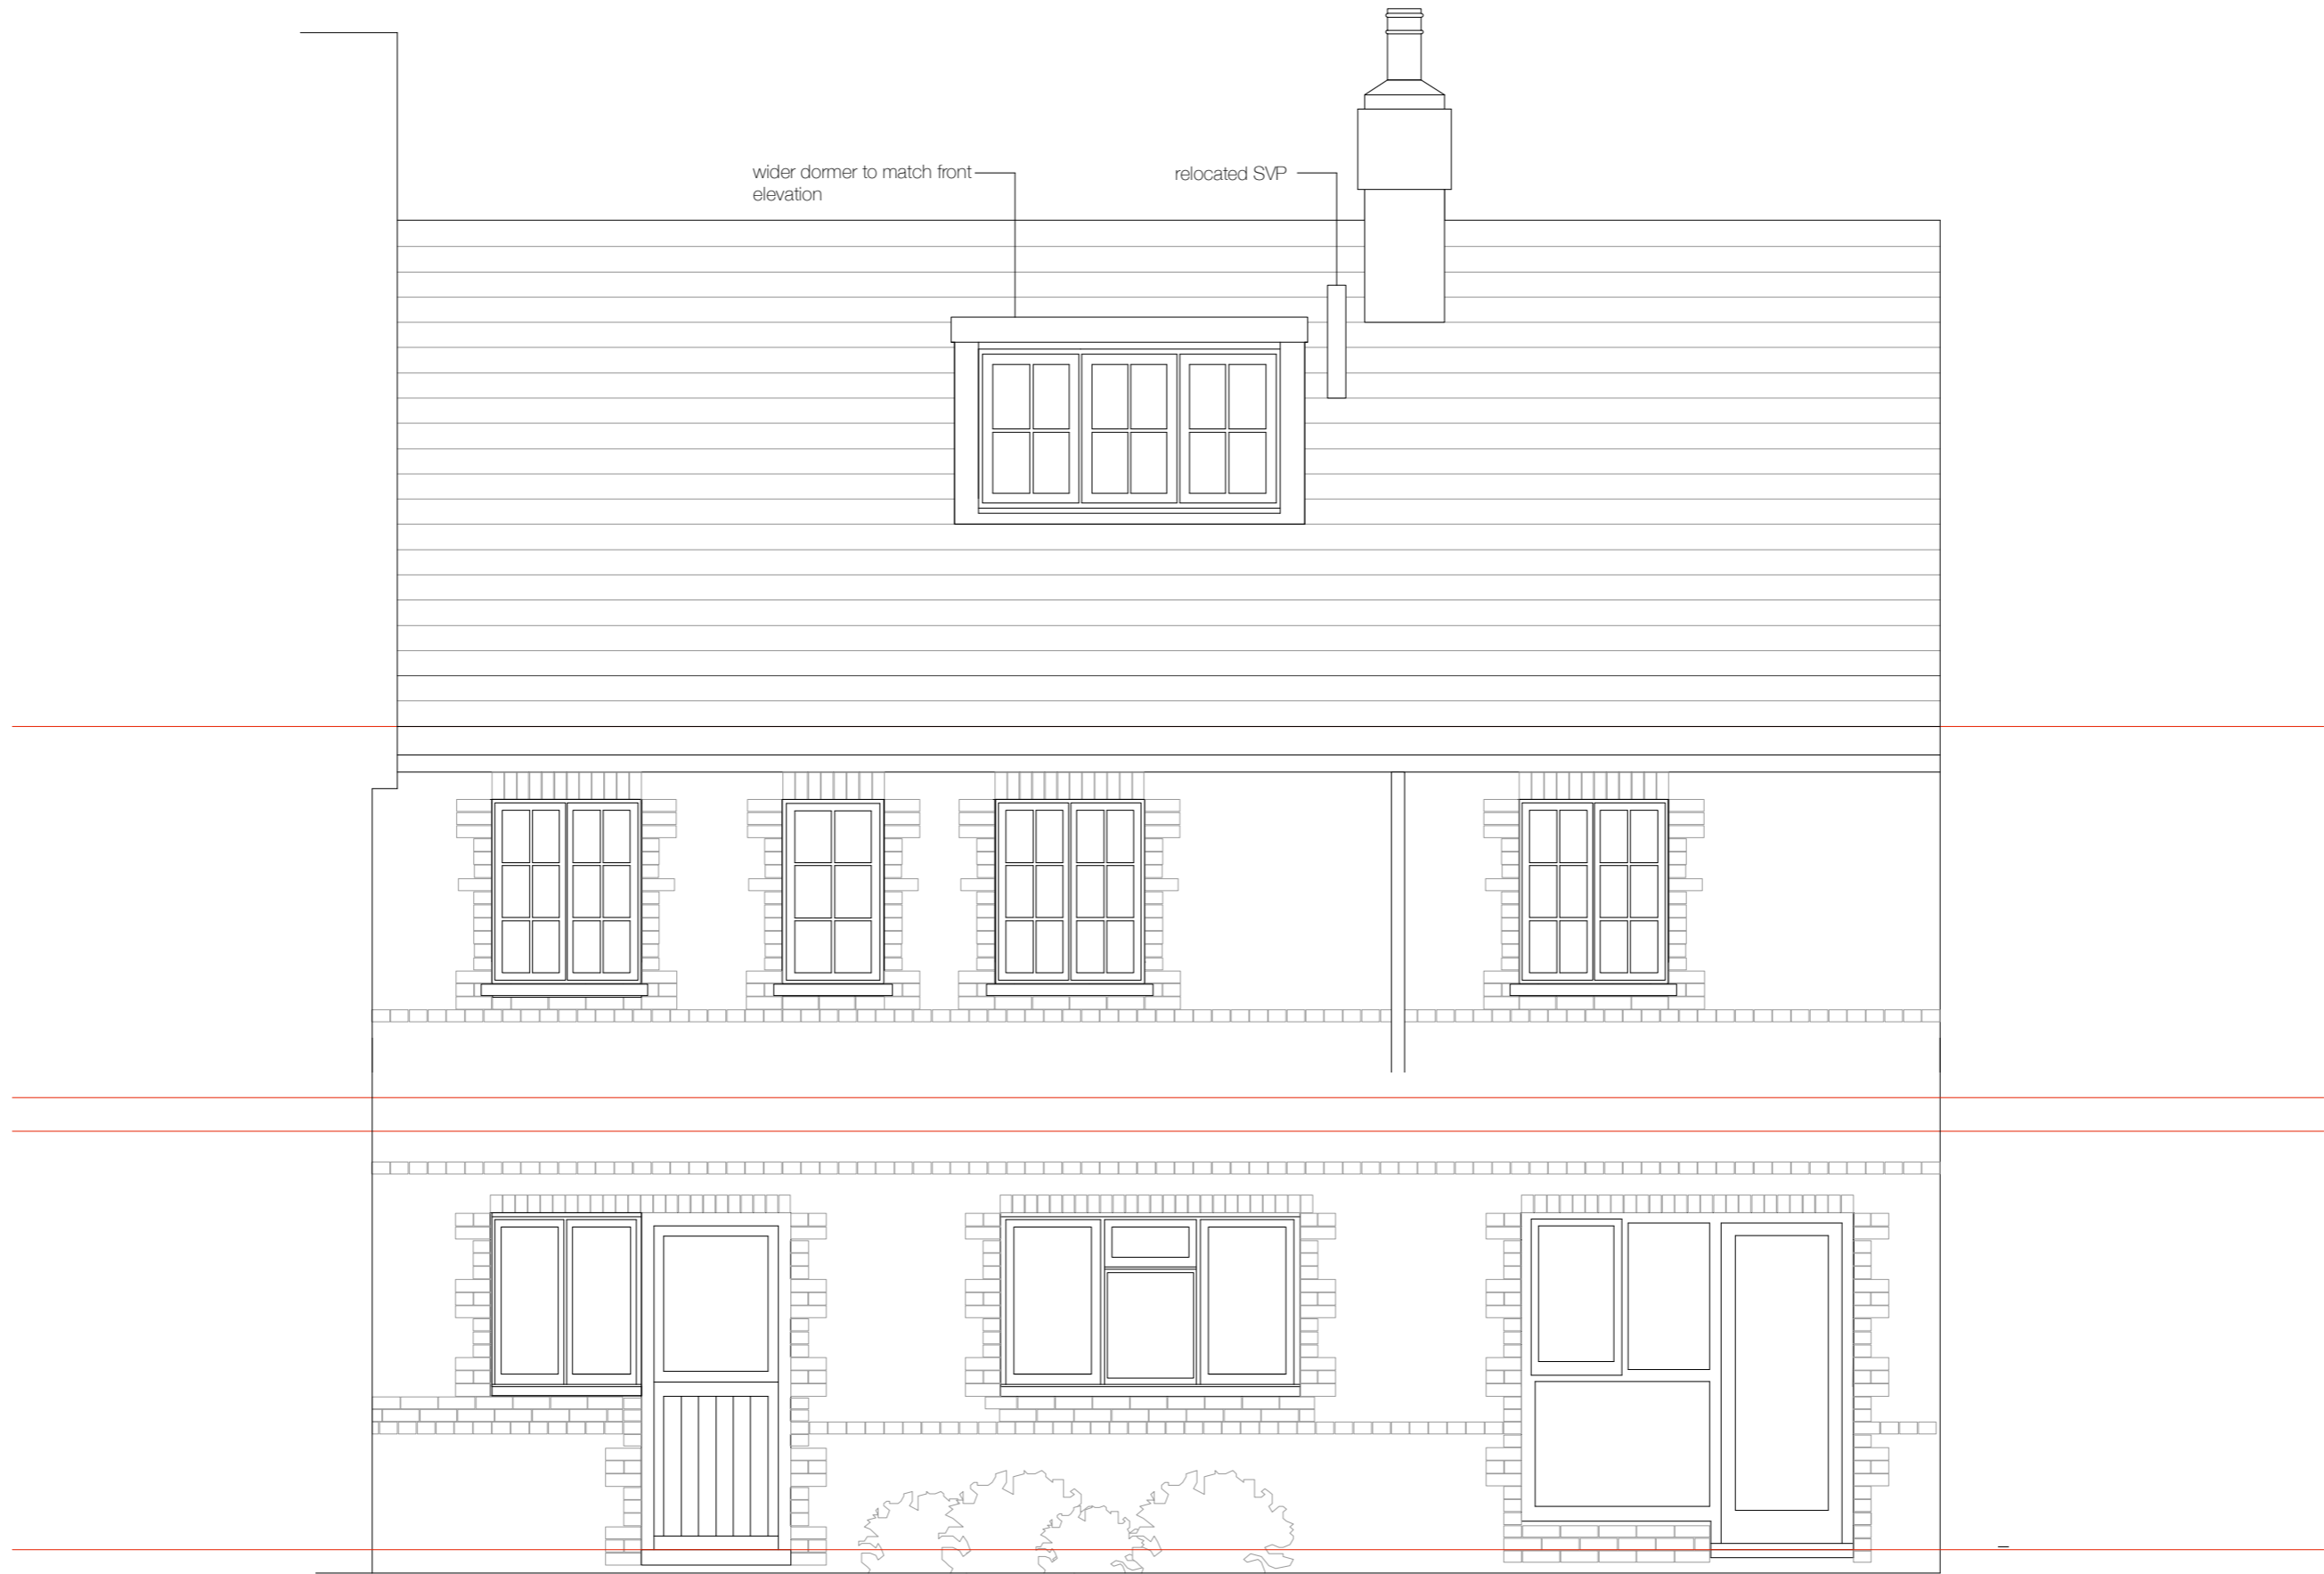 wider dormer to match front
elevation
relocated SVP